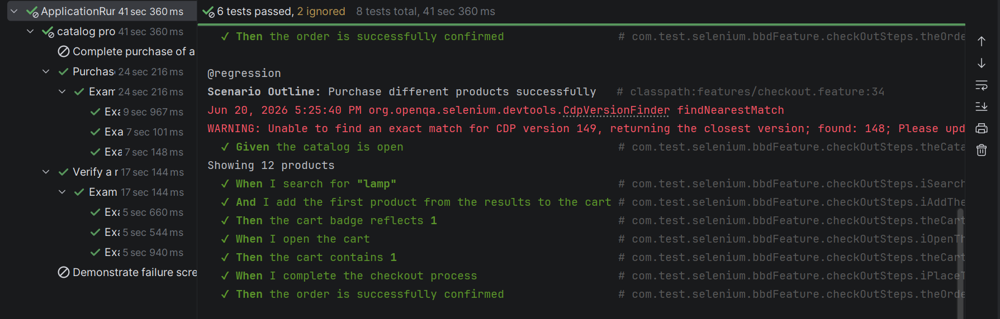 ApplicationRur 41 sec 360 ms
catalog pro 41 sec 360 ms
Complete purchase of a
Purchas 24 sec 216 ms
Exam 24 sec 216 ms
Exa 9 sec 967 ms
Exa 7 sec 101 ms
Exa 7 sec 148 ms
Verify a r 17 sec 144 ms
Exam 17 sec 144 ms
Exa 5 sec 660 ms
Exa 5 sec 544 ms
Exa 5 sec 940 ms
Demonstrate failure scre
6 tests passed, 2 ignored 8 tests total, 41 sec 360 ms
✓ Then the order is successfully confirmed # com.test.selenium.bbdFeature.checkOutSteps.theOrde
@regression
Scenario Outline: Purchase different products successfully # classpath:features/checkout.feature:34
Jun 20, 2026 5:25:40 PM org.openqa.selenium.devtools.CdpVersionFinder findNearestMatch
WARNING: Unable to find an exact match for CDP version 149, returning the closest version; found: 148; Please upd
✓ Given the catalog is open # com.test.selenium.bbdFeature.checkOutSteps.theCata
Showing 12 products
✓ When I search for "lamp" # com.test.selenium.bbdFeature.checkOutSteps.iSearch
✓ And I add the first product from the results to the cart # com.test.selenium.bbdFeature.checkOutSteps.iAddThe
✓ Then the cart badge reflects 1 # com.test.selenium.bbdFeature.checkOutSteps.theCart
✓ When I open the cart # com.test.selenium.bbdFeature.checkOutSteps.iOpenTh
✓ Then the cart contains 1 # com.test.selenium.bbdFeature.checkOutSteps.theCart
✓ When I complete the checkout process # com.test.selenium.bbdFeature.checkOutSteps.iPlaceT
✓ Then the order is successfully confirmed # com.test.selenium.bbdFeature.checkOutSteps.theOrde